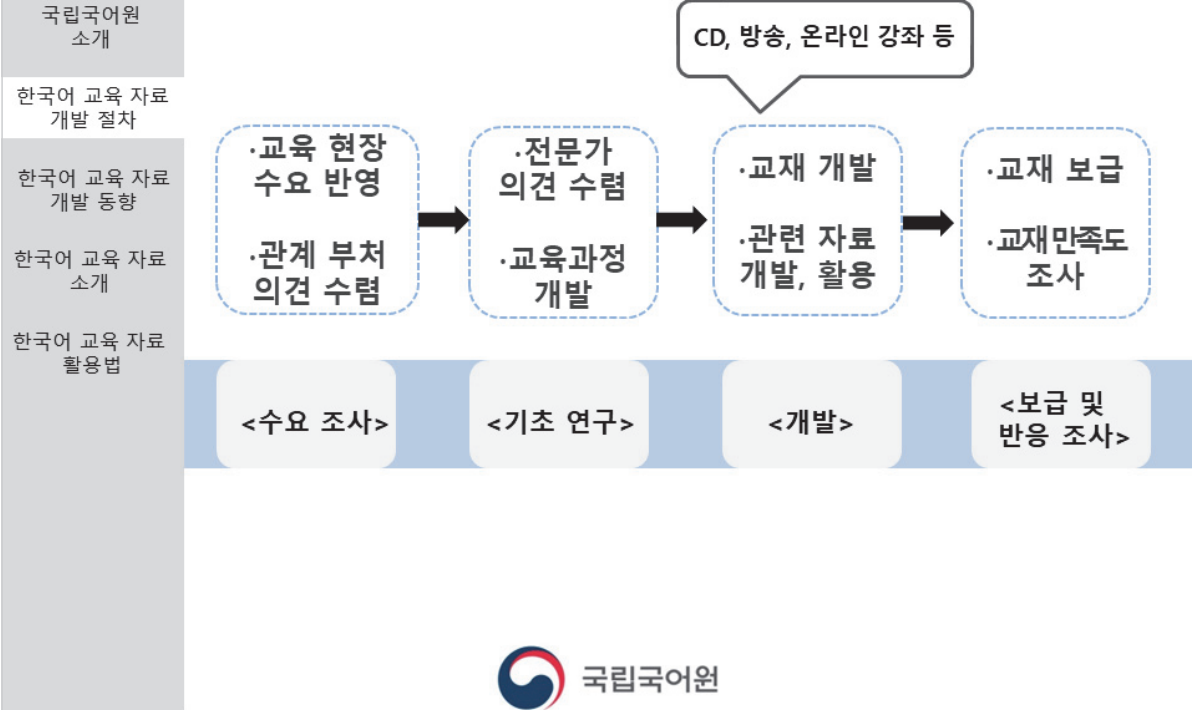 국립국어원
소개
한국어 교육 자료
개발 절차
한국어 교육 자료
개발 동향
한국어 교육 자료
소개
한국어 교육 자료
활용법
CD, 방송, 온라인 강좌 등
·교육 현장
수요 반영
·관계 부처
의견 수렴
·전문가
의견 수렴
·교육과정
개발
·교재 개발
·관련 자료
개발, 활용
·교재 보급
·교재만족도
조사
<수요 조사>
<기초 연구>
<개발>
<보급 및
반응 조사>
국립국어원